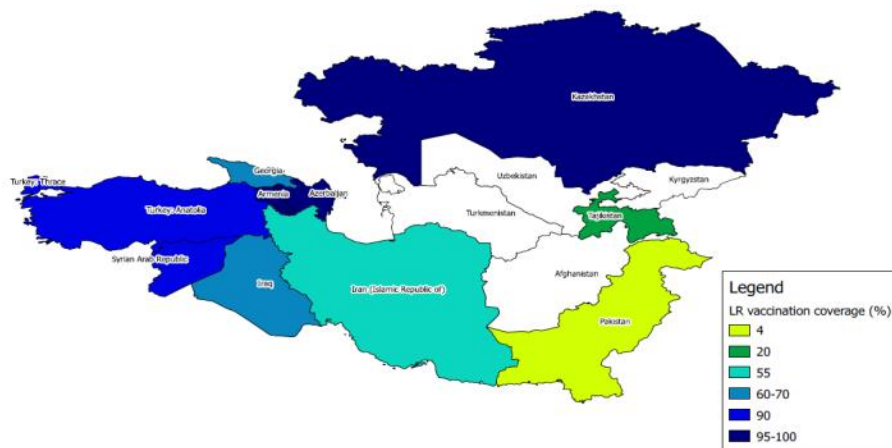 Kazakhstan
Georgia
Uzbekistan
Kyrgyzstan
Turkey, Thrace
Armenia
Azerbaijan
Turkey, Anatolia
Turkmenistan
Tajikistan
Syrian Arab Republic
Afghanistan
Iraq
Iran (Islamic Republic of)
Pakistan
Legend
LR vaccination coverage (%)
4
20
55
60-70
90
95-100